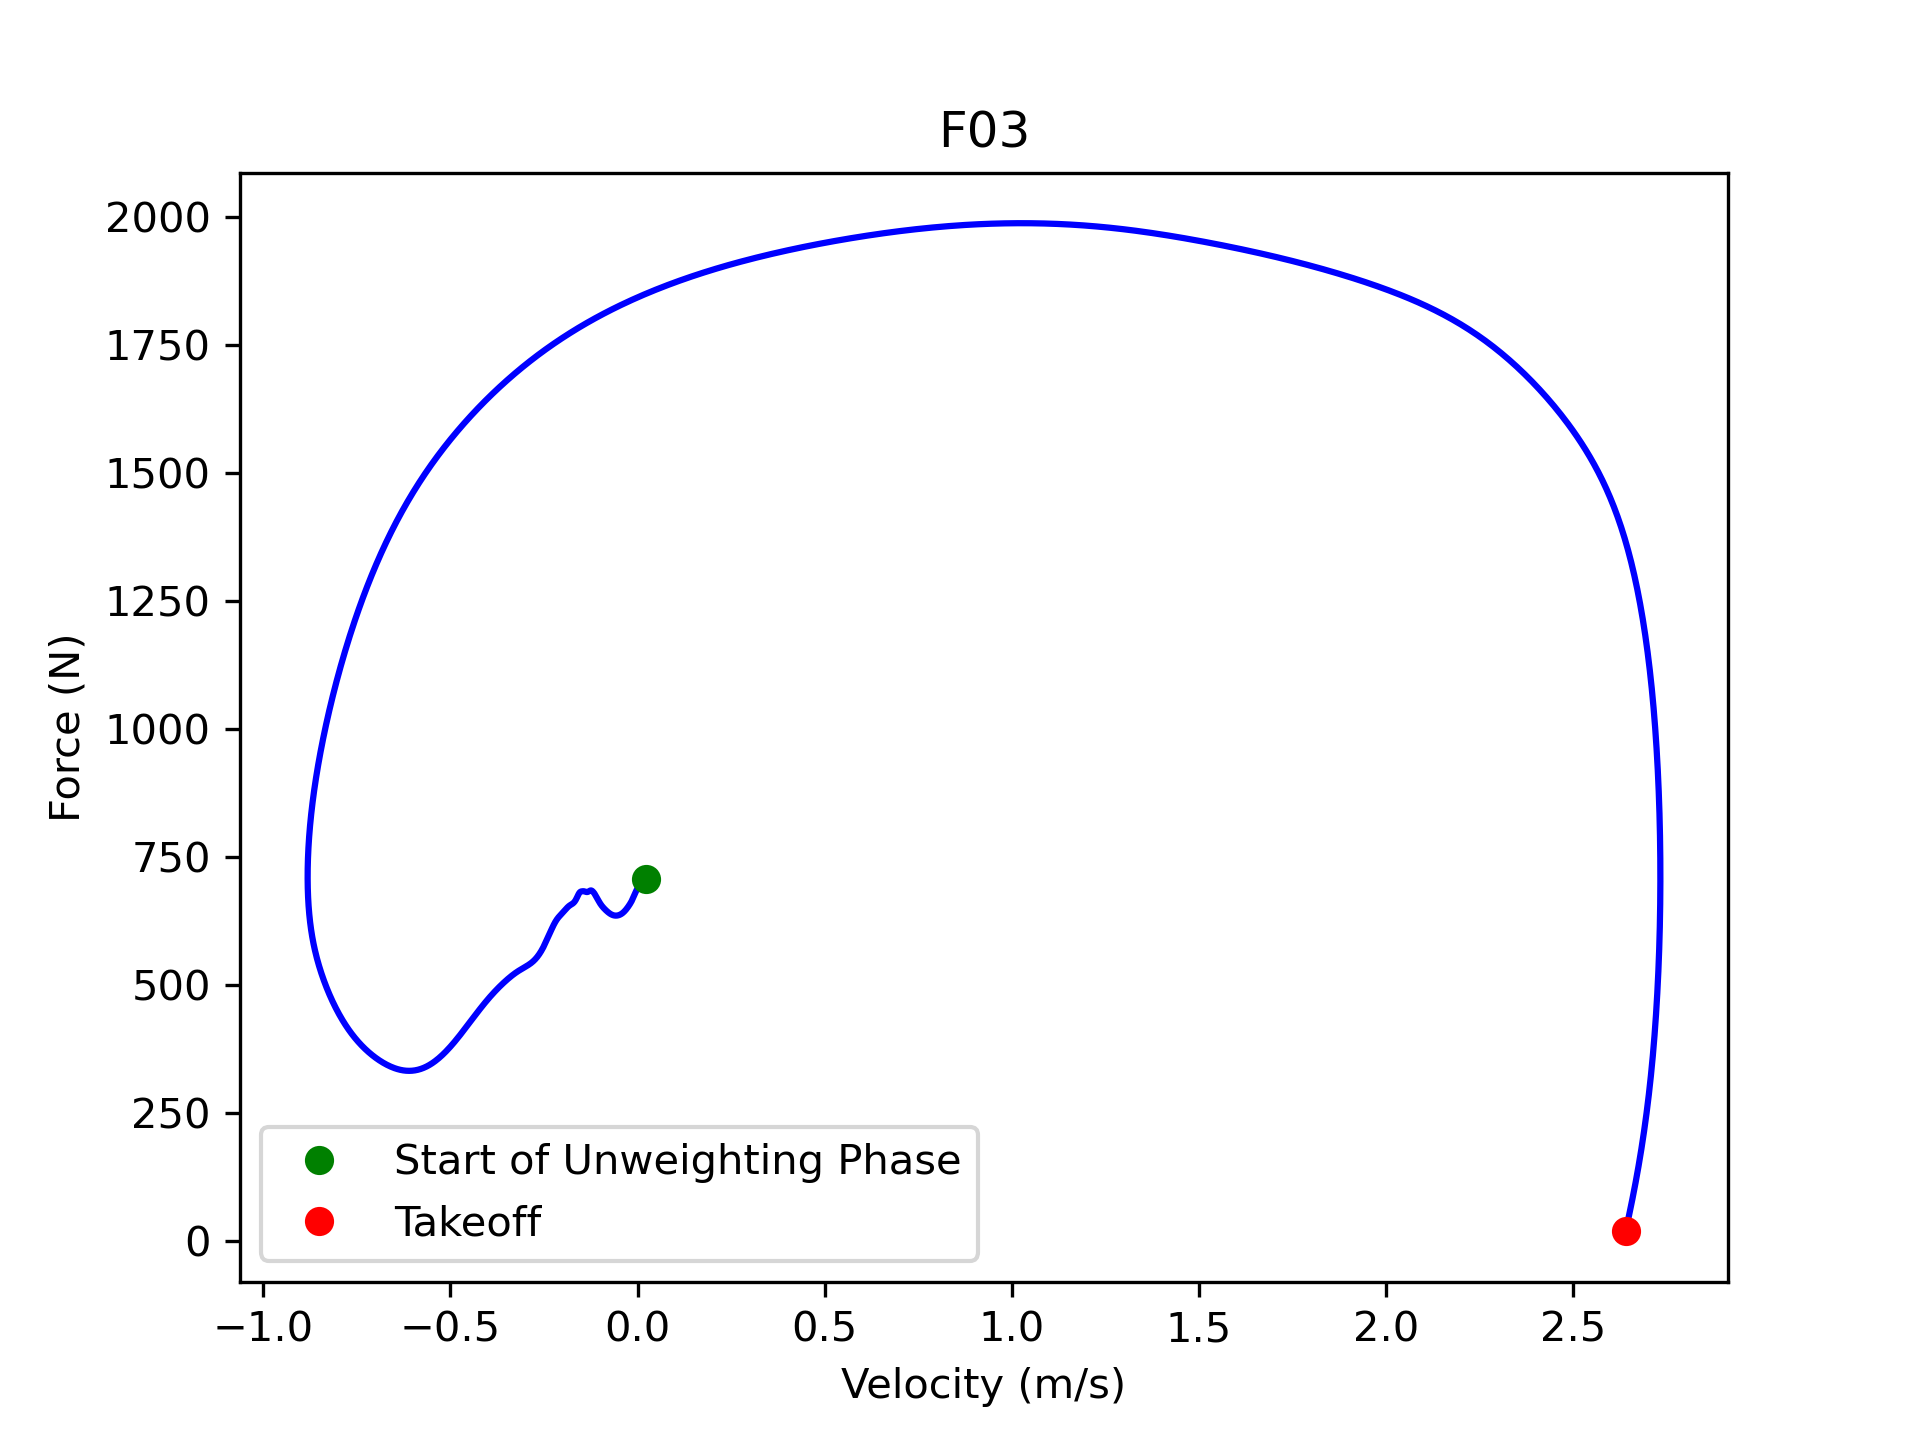 F03
2000
1750
1500
1250
1000
750
500
250
0
Force (N)
Start of Unweighting Phase
Takeoff
−1.0 −0.5 0.0 0.5 1.0 1.5 2.0 2.5
Velocity (m/s)